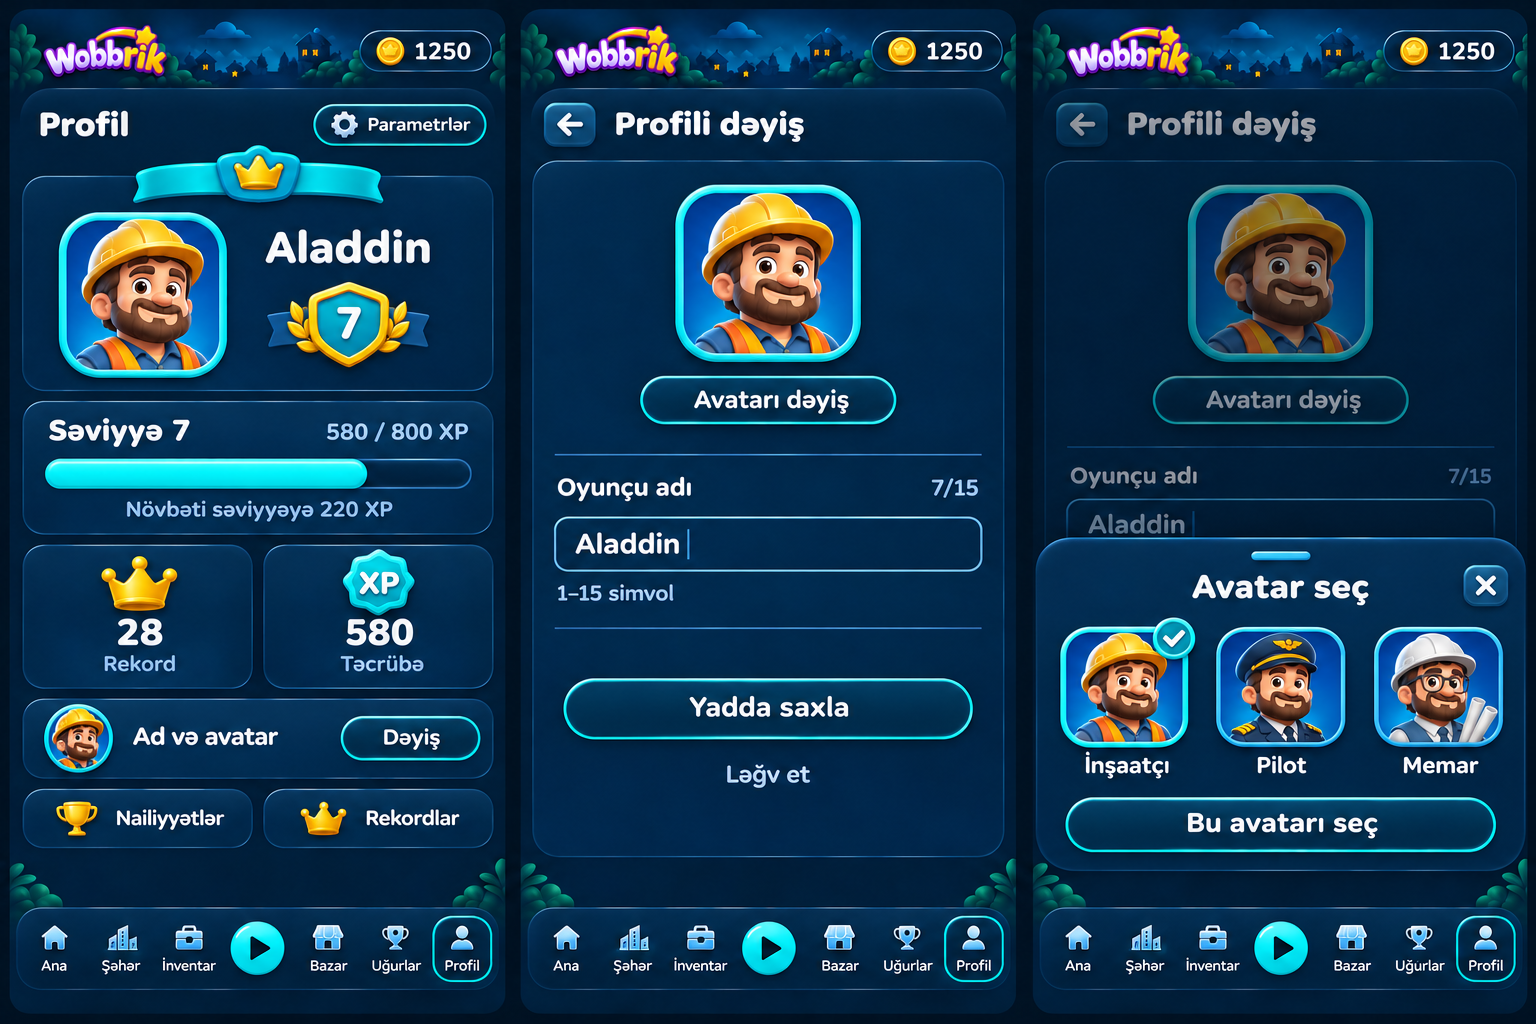 Wobbrik
1250
Profil
Parametrlər
Aladdin
7
Səviyyə 7
580 / 800 XP
Növbəti səviyyəyə 220 XP
28
Rekord
XP
580
Təcrübə
Ad və avatar
Dəyiş
Nailiyyətlər
Rekordlar
Ana
Şəhər
İnventar
Bazar
Uğurlar
Profil
Wobbrik
1250
Profili dəyiş
Avatarı dəyiş
Oyunçu adı
7/15
Aladdin
1–15 simvol
Yadda saxla
Ləğv et
Ana
Şəhər
İnventar
Bazar
Uğurlar
Profil
Wobbrik
1250
Profili dəyiş
Avatarı dəyiş
Oyunçu adı
7/15
Aladdin
Avatar seç
İnşaatçı
Pilot
Memar
Bu avatarı seç
Ana
Şəhər
İnventar
Bazar
Uğurlar
Profil